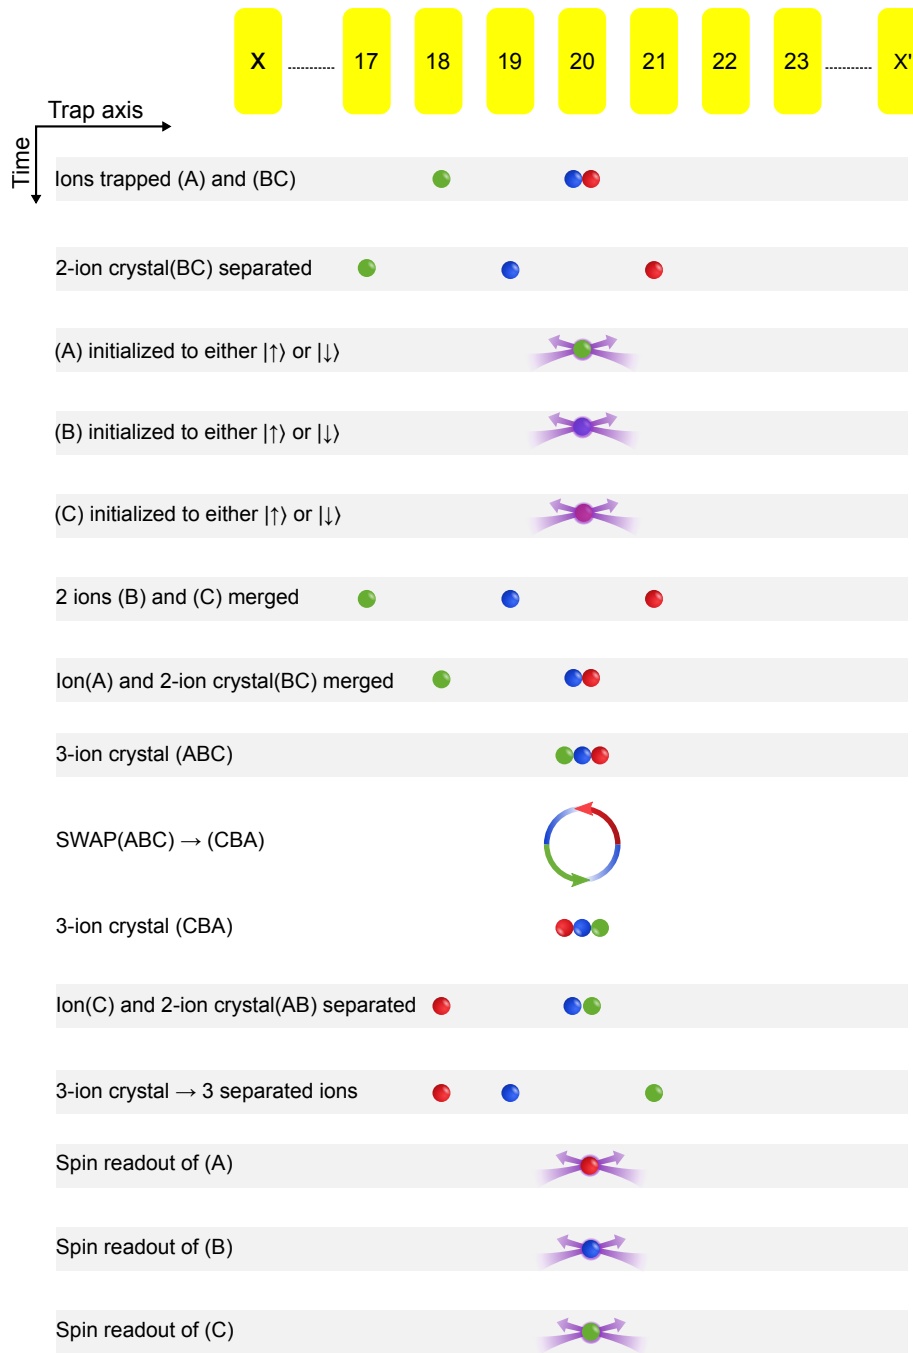 X ........... 17 18 19 20 21 22 23 ........... X'
Trap axis
Time
Ions trapped (A) and (BC)
2-ion crystal(BC) separated
(A) initialized to either |↑⟩ or |↓⟩
(B) initialized to either |↑⟩ or |↓⟩
(C) initialized to either |↑⟩ or |↓⟩
2 ions (B) and (C) merged
Ion(A) and 2-ion crystal(BC) merged
3-ion crystal (ABC)
SWAP(ABC) → (CBA)
3-ion crystal (CBA)
Ion(C) and 2-ion crystal(AB) separated
3-ion crystal → 3 separated ions
Spin readout of (A)
Spin readout of (B)
Spin readout of (C)